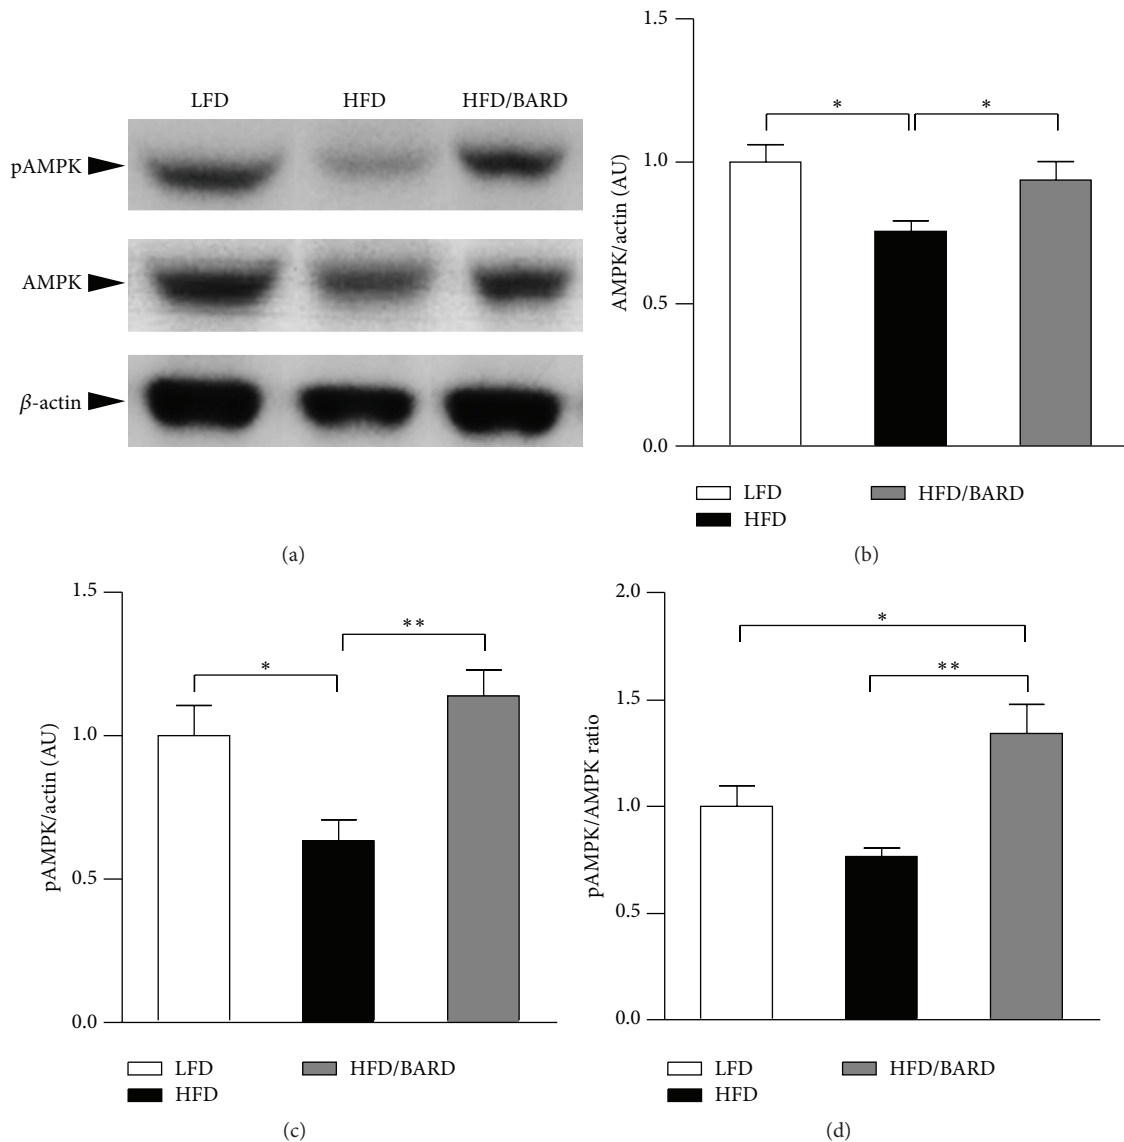 LFD HFD HFD/BARD
pAMPK
AMPK
β-actin
(a)
1.5
1.0
0.5
0.0
AMPK/actin (AU)
* *
LFD HFD/BARD
HFD
(b)
1.5
1.0
0.5
0.0
pAMPK/actin (AU)
**
*
LFD HFD/BARD
HFD
(c)
2.0
1.5
1.0
0.5
0.0
pAMPK/AMPK ratio
*
**
LFD HFD/BARD
HFD
(d)